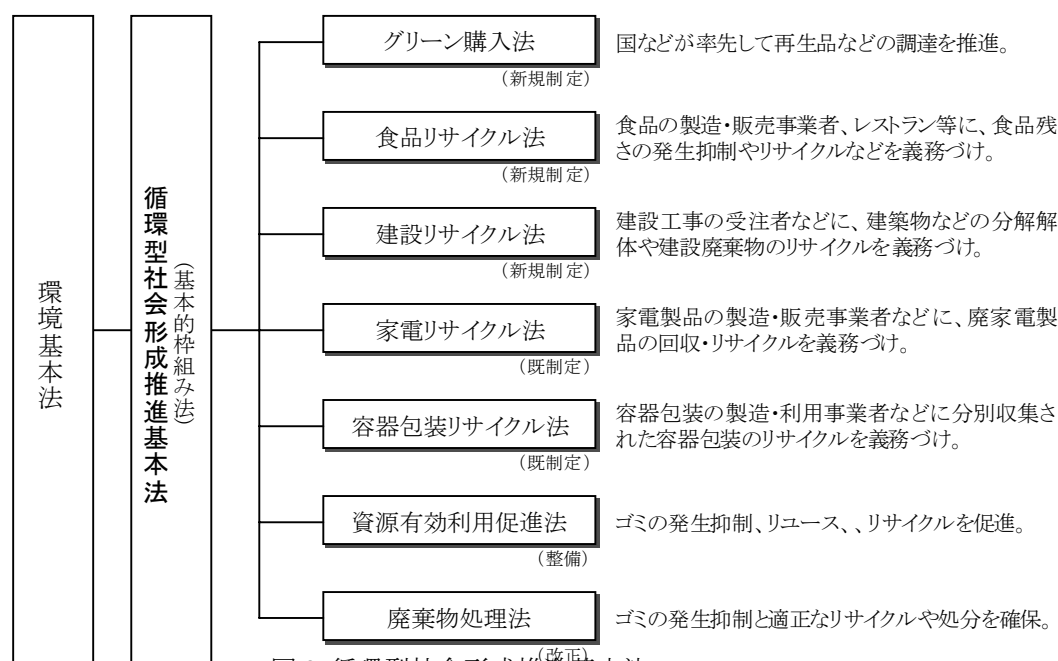 環境基本法
循環型社会形成推進基本法
(基本的枠組み法)
グリーン購入法
(新規制定)
国などが率先して再生品などの調達を推進。
食品リサイクル法
(新規制定)
食品の製造・販売事業者、レストラン等に、食品残
さの発生抑制やリサイクルなどを義務づけ。
建設リサイクル法
(新規制定)
建設工事の受注者などに、建築物などの分解解
体や建設廃棄物のリサイクルを義務づけ。
家電リサイクル法
(既制定)
家電製品の製造・販売事業者などに、廃家電製
品の回収・リサイクルを義務づけ。
容器包装リサイクル法
(既制定)
容器包装の製造・利用事業者などに分別収集さ
れた容器包装のリサイクルを義務づけ。
資源有効利用促進法
(整備)
ゴミの発生抑制、リユース、、リサイクルを促進。
廃棄物処理法
(改正)
ゴミの発生抑制と適正なリサイクルや処分を確保。
循環型社会形成推進